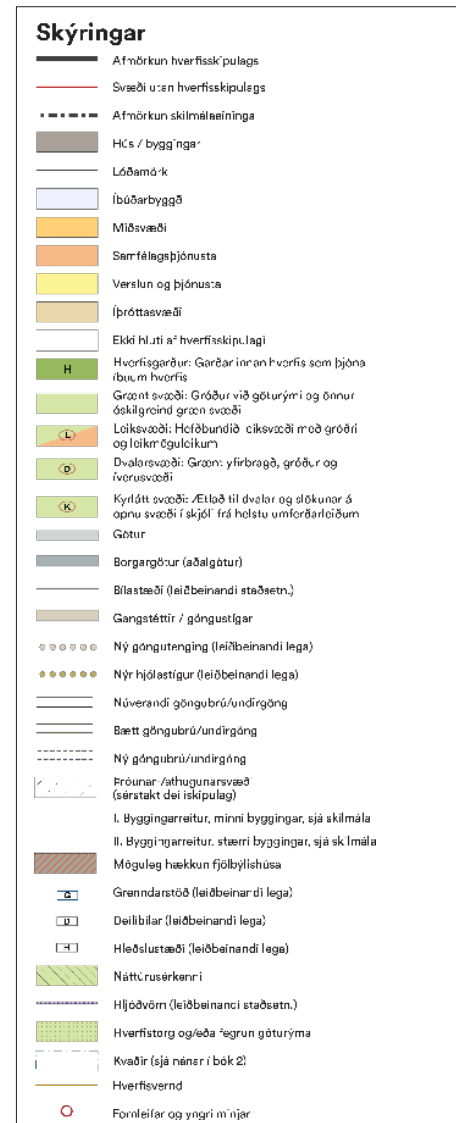 Skýringar
Afmörkun hverfisskipulags
Svæði utan hverfisskipulags
Afmörkun skilmálaeininga
Hús / byggingar
Lóðamörk
Íbúðarbyggð
Miðsvæði
Samfélagsþjónusta
Verslun og þjónusta
Íþróttasvæði
Ekki hluti af hverfisskipulagi
H
Hverfisgarður: Garðar innan hverfis sem þjóna
íbúum hverfis
Grænt svæði: Gróður við göturými og önnur
óskilgreind græn svæði
L
Leiksvæði: Hefðbundið leiksvæði með gróðri
og leikmöguleikum
D
Dvalarsvæði: Grænt yfirbragð, gróður og
íverusvæði
K
Kyrlátt svæði: Ætlað til dvalar og slökunar á
opnu svæði í skjóli frá helstu umferðarleiðum
Götur
Borgargötur (aðalgötur)
Bílastæði (leiðbeinandi staðsetn.)
Gangstéttir / göngustígar
Ný göngutenging (leiðbeinandi lega)
Nýr hjólastígur (leiðbeinandi lega)
Núverandi göngubrú/undirgöng
Bætt göngubrú/undirgöng
Ný göngubrú/undirgöng
Þróunar-/athugunarsvæði
(sérstakt deiliskipulag)
I. Byggingarreitur, minni byggingar, sjá skilmála
II. Byggingarreitur, stærri byggingar, sjá skilmála
Möguleg hækkun fjölbýlishúsa
G
Grenndarstöð (leiðbeinandi lega)
D
Deilibílar (leiðbeinandi lega)
H
Hleðslustæði (leiðbeinandi lega)
Náttúrusérkenni
Hljóðvörn (leiðbeinandi staðsetn.)
Hverfistorg og/eða fegrun göturýma
Kvaðir (sjá nánar í bók 2)
Hverfisvernd
Fornleifar og yngri minjar